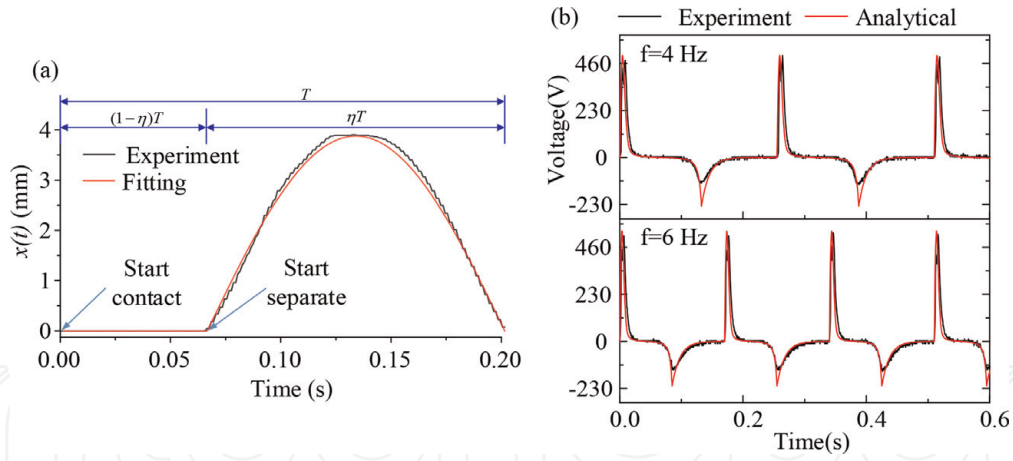 (a)
T
(1−η)T
ηT
4
3
2
1
0
x(t) (mm)
Experiment
Fitting
Start
contact
Start
separate
0.00
0.05
0.10
0.15
0.20
Time (s)
(b)
Experiment
Analytical
f=4 Hz
460
230
0
-230
Voltage(V)
f=6 Hz
460
230
0
-230
0.0
0.2
0.4
0.6
Time(s)